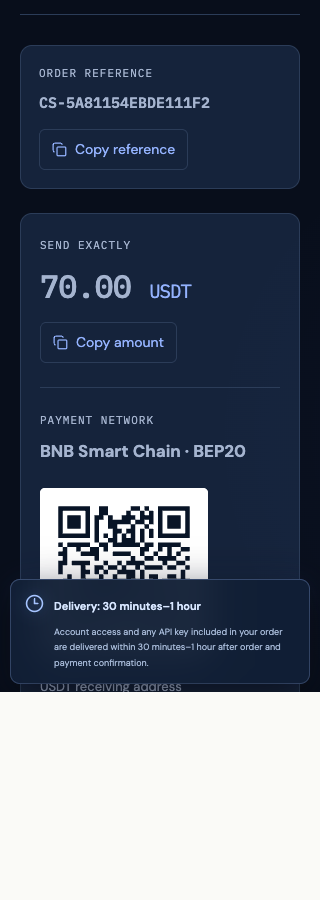 ORDER REFERENCE
CS-5A81154EBDE111F2
Copy reference
SEND EXACTLY
70.00 USDT
Copy amount
PAYMENT NETWORK
BNB Smart Chain · BEP20
Delivery: 30 minutes–1 hour
Account access and any API key included in your order
are delivered within 30 minutes–1 hour after order and
payment confirmation.
USDT receiving address